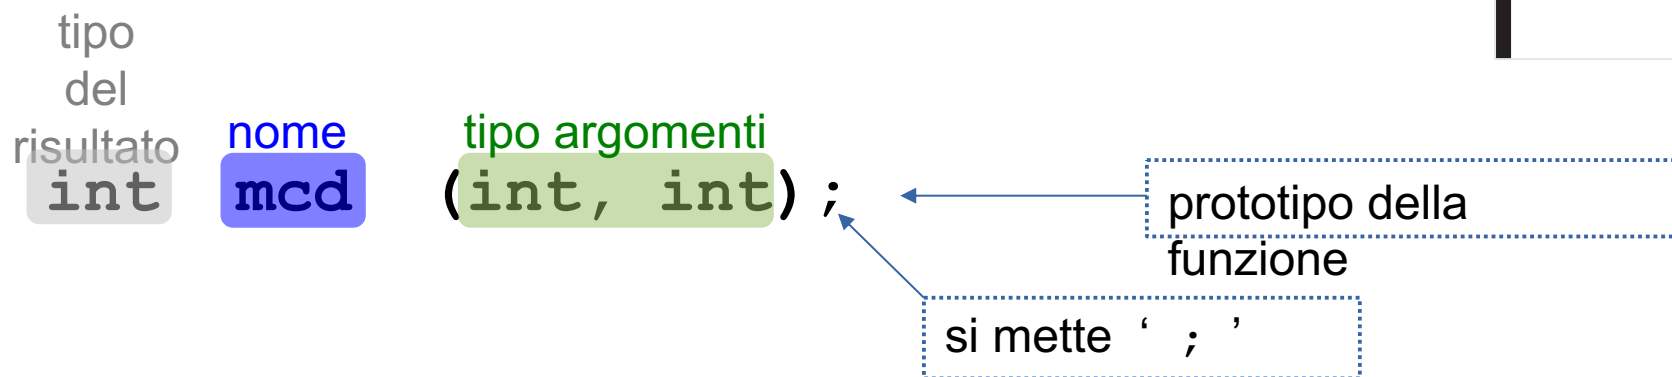 tipo
del
risultato
nome
tipo argomenti
int mcd (int, int);
prototipo della
funzione
si mette ‘ ; ’